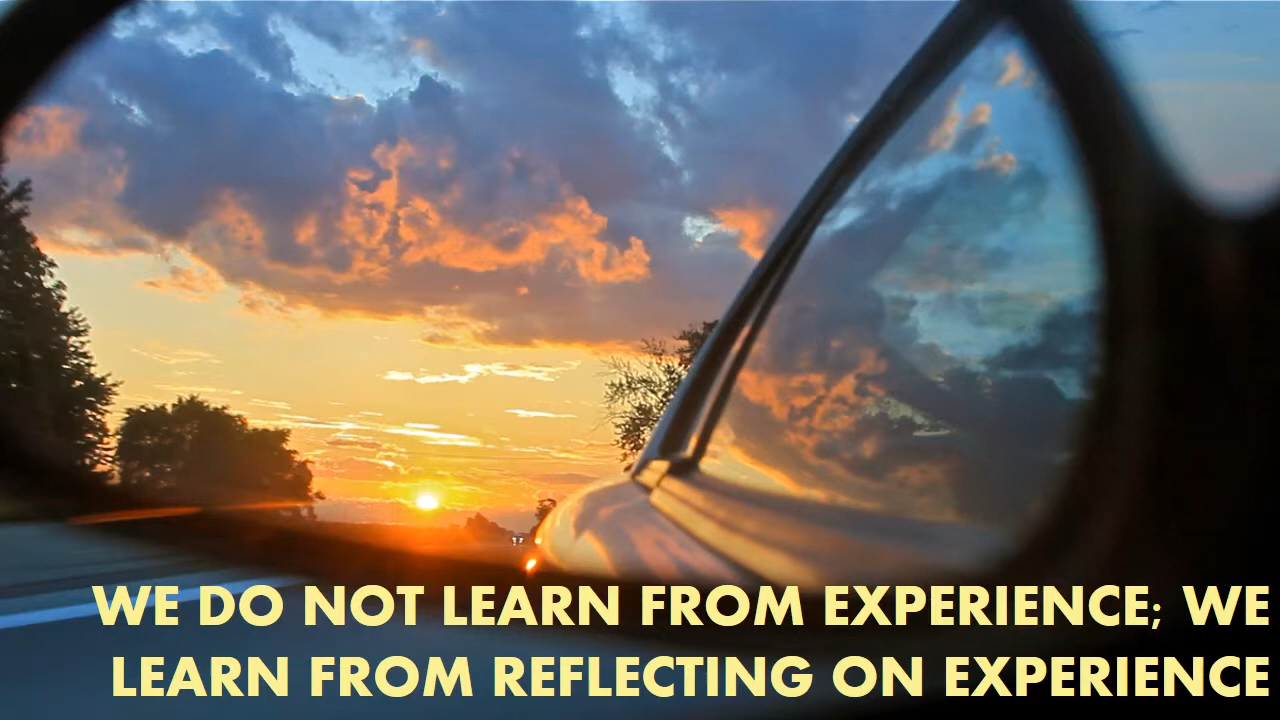 WE DO NOT LEARN FROM EXPERIENCE; WE
LEARN FROM REFLECTING ON EXPERIENCE